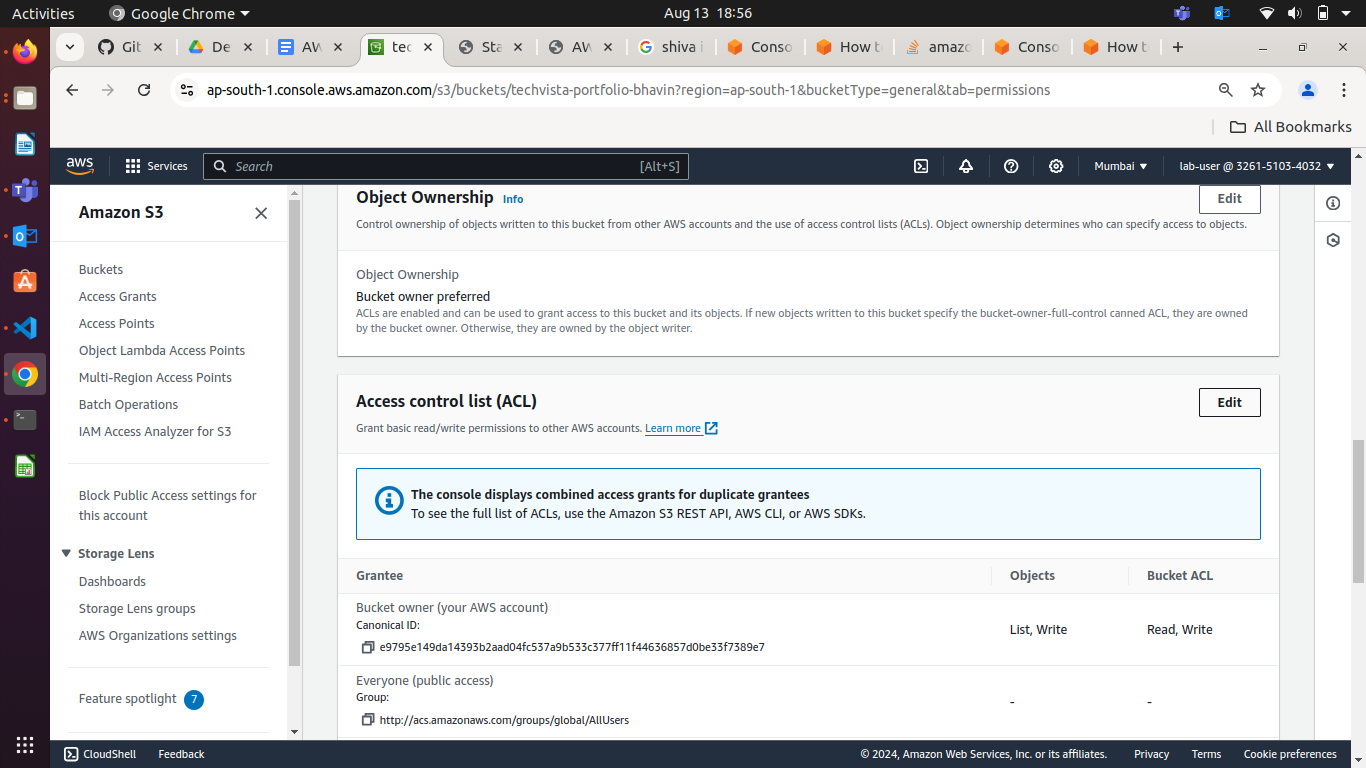 Activities
Google Chrome
Aug 13 18:56
Git
De
AW
tec
Sta
AW
shiva i
Conso
How to
amazo
Conso
How to
ap-south-1.console.aws.amazon.com/s3/buckets/techvista-portfolio-bhavin?region=ap-south-1&bucketType=general&tab=permissions
All Bookmarks
aws
Services
Search
[Alt+S]
Mumbai
lab-user @ 3261-5103-4032
Amazon S3
Buckets
Access Grants
Access Points
Object Lambda Access Points
Multi-Region Access Points
Batch Operations
IAM Access Analyzer for S3
Block Public Access settings for
this account
Storage Lens
Dashboards
Storage Lens groups
AWS Organizations settings
Feature spotlight 7
Object Ownership Info
Edit
Control ownership of objects written to this bucket from other AWS accounts and the use of access control lists (ACLs). Object ownership determines who can specify access to objects.
Object Ownership
Bucket owner preferred
ACLs are enabled and can be used to grant access to this bucket and its objects. If new objects written to this bucket specify the bucket-owner-full-control canned ACL, they are owned
by the bucket owner. Otherwise, they are owned by the object writer.
Access control list (ACL)
Edit
Grant basic read/write permissions to other AWS accounts. Learn more
The console displays combined access grants for duplicate grantees
To see the full list of ACLs, use the Amazon S3 REST API, AWS CLI, or AWS SDKs.
Grantee Objects Bucket ACL
Bucket owner (your AWS account)
Canonical ID:
e9795e149da14393b2aad04fc537a9b533c377ff11f44636857d0be33f7389e7
List, Write
Read, Write
Everyone (public access)
Group:
http://acs.amazonaws.com/groups/global/AllUsers
-
-
CloudShell
Feedback
© 2024, Amazon Web Services, Inc. or its affiliates.
Privacy
Terms
Cookie preferences